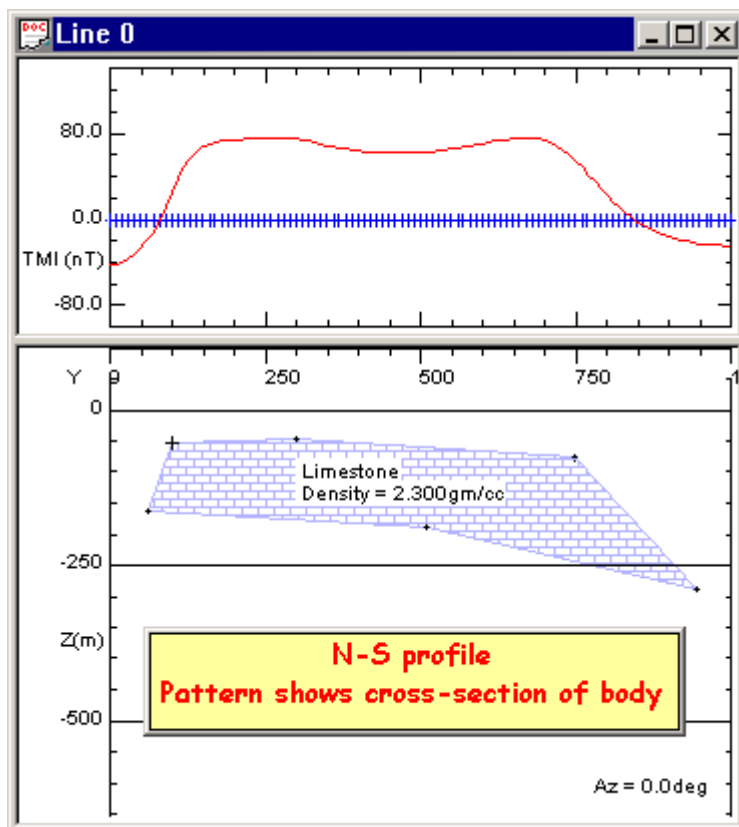 Line 0
80.0
0.0
TMI (nT)
-80.0
Y 250 500 750
0
Limestone
Density = 2.300gm/cc
-250
Z(m)
N-S profile
Pattern shows cross-section of body
-500
Az = 0.0deg